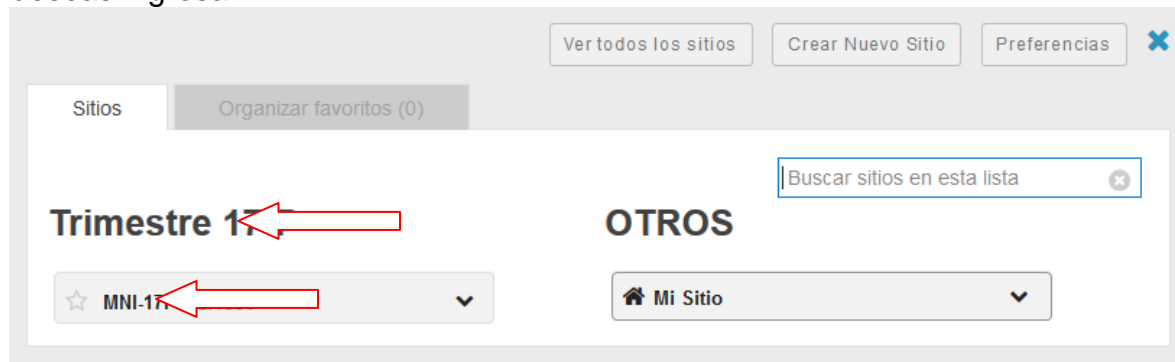 Ver todos los sitios Crear Nuevo Sitio Preferencias
Sitios Organizar favoritos (0)
Buscar sitios en esta lista
Trimestre OTROS
Mi Sitio